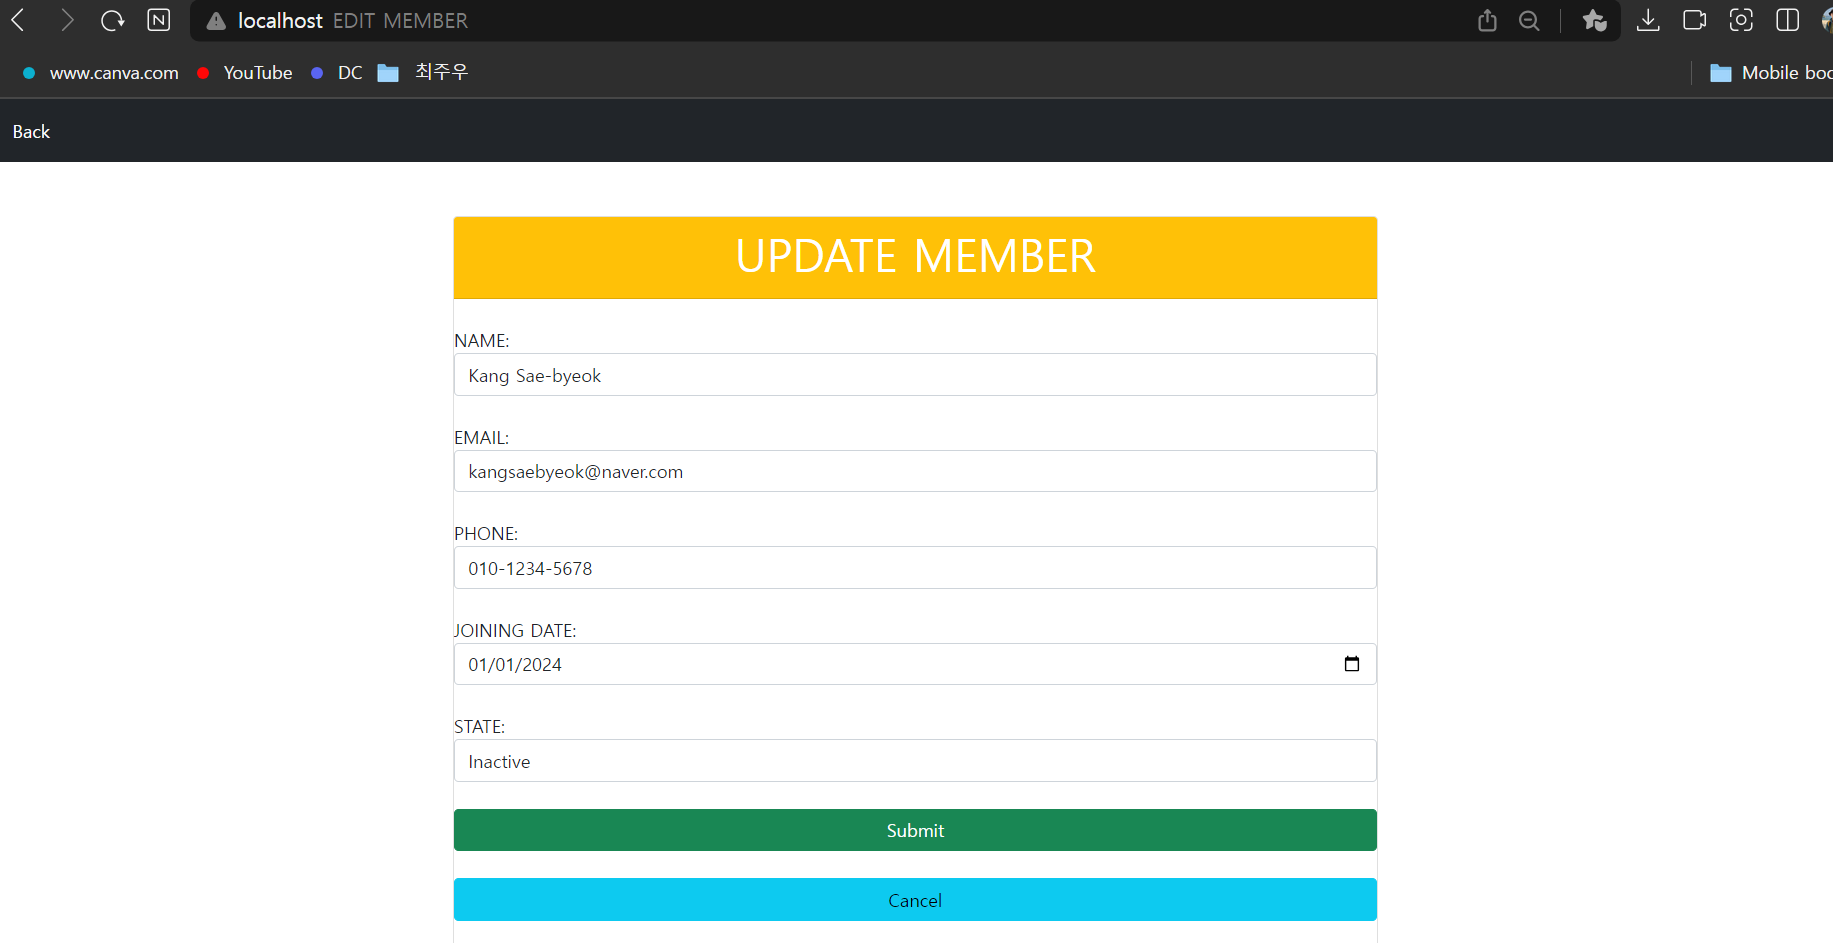 localhost EDIT MEMBER
www.canva.com YouTube DC 최주우 Mobile boo
Back
UPDATE MEMBER
NAME:
Kang Sae-byeok
EMAIL:
kangsaebyeok@naver.com
PHONE:
010-1234-5678
JOINING DATE:
01/01/2024
STATE:
Inactive
Submit
Cancel